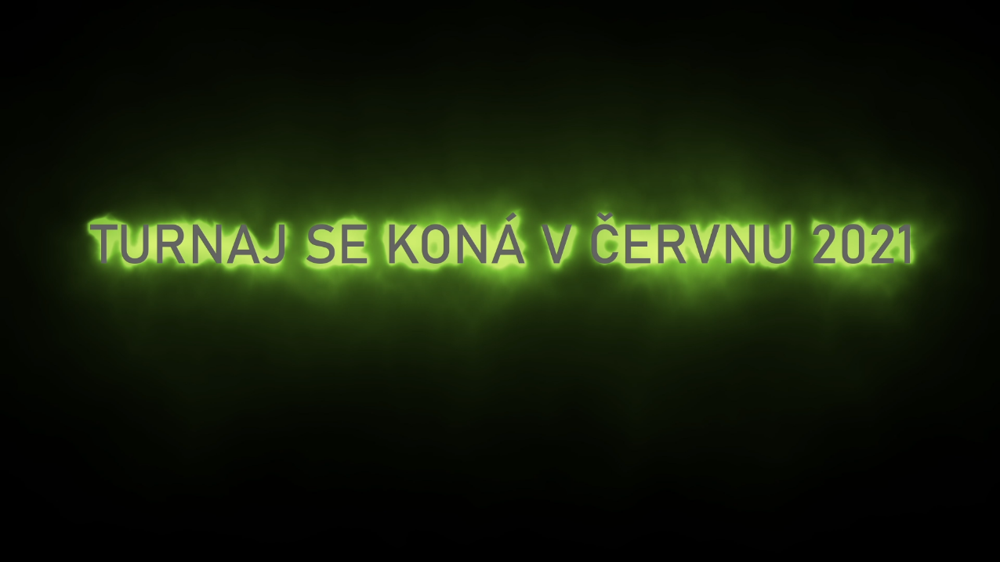 TURNAJ SE KONÁ V ČERVNU 2021